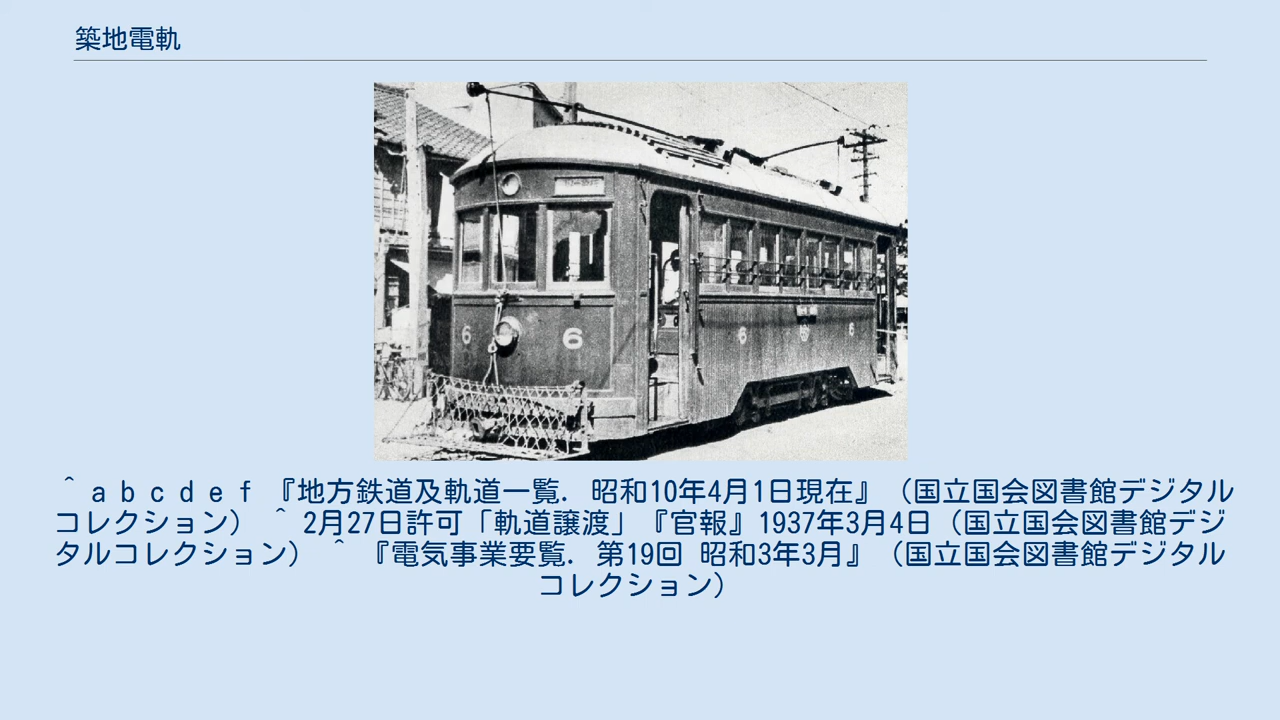 築地電軌
6
6
6
6
＾ ａ ｂ ｃ ｄ ｅ ｆ 『地方鉄道及軌道一覧. 昭和10年4月1日現在』（国立国会図書館デジタル
コレクション） ＾ 2月27日許可「軌道譲渡」『官報』1937年3月4日（国立国会図書館デジ
タルコレクション） ＾ 『電気事業要覧. 第19回 昭和3年3月』（国立国会図書館デジタル
コレクション）